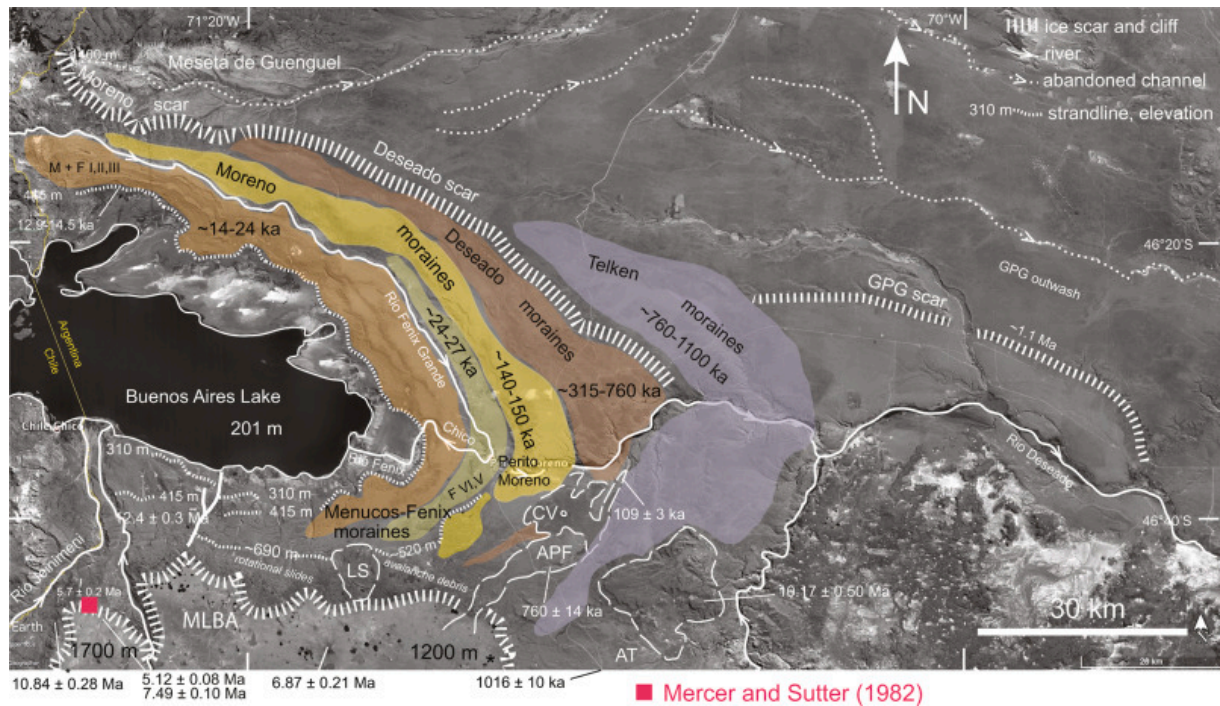 71°20'W
70°W
ice scar and cliff
river
abandoned channel
310 m
strandline, elevation
N
Meseta de Guenguel
Moreno
scar
A
A
A
A
Deseado scar
M + F I,II,III
Moreno
moraines
Deseado
moraines
Telken
moraines
12.9-14.5 ka
~14-24 ka
~24-27 ka
~140-150 ka
~315-760 ka
~760-1100 ka
46°20'S
GPG outwash
GPG scar
~1.1 Ma
Rio Fenix Grande
Argentina
Chile
Buenos Aires Lake
201 m
Chile Chico
310 m
Rio Fenix
Chico
Perito
Moreno
F VI,V
Rio Deseado
415 m
310 m
415 m
12.4 ± 0.3 Ma
Menucos-Fenix
moraines
CV
109 ± 3 ka
46°40'S
~690 m
~520 m
rotational slides
avalanche debris
LS
APF
Rio Jeinimeni
5.7 ± 0.2 Ma
MLBA
760 ± 14 ka
30 km
Earth
1700 m
1200 m
*
AT
20 km
10.84 ± 0.28 Ma
5.12 ± 0.08 Ma
7.49 ± 0.10 Ma
6.87 ± 0.21 Ma
1016 ± 10 ka
Mercer and Sutter (1982)